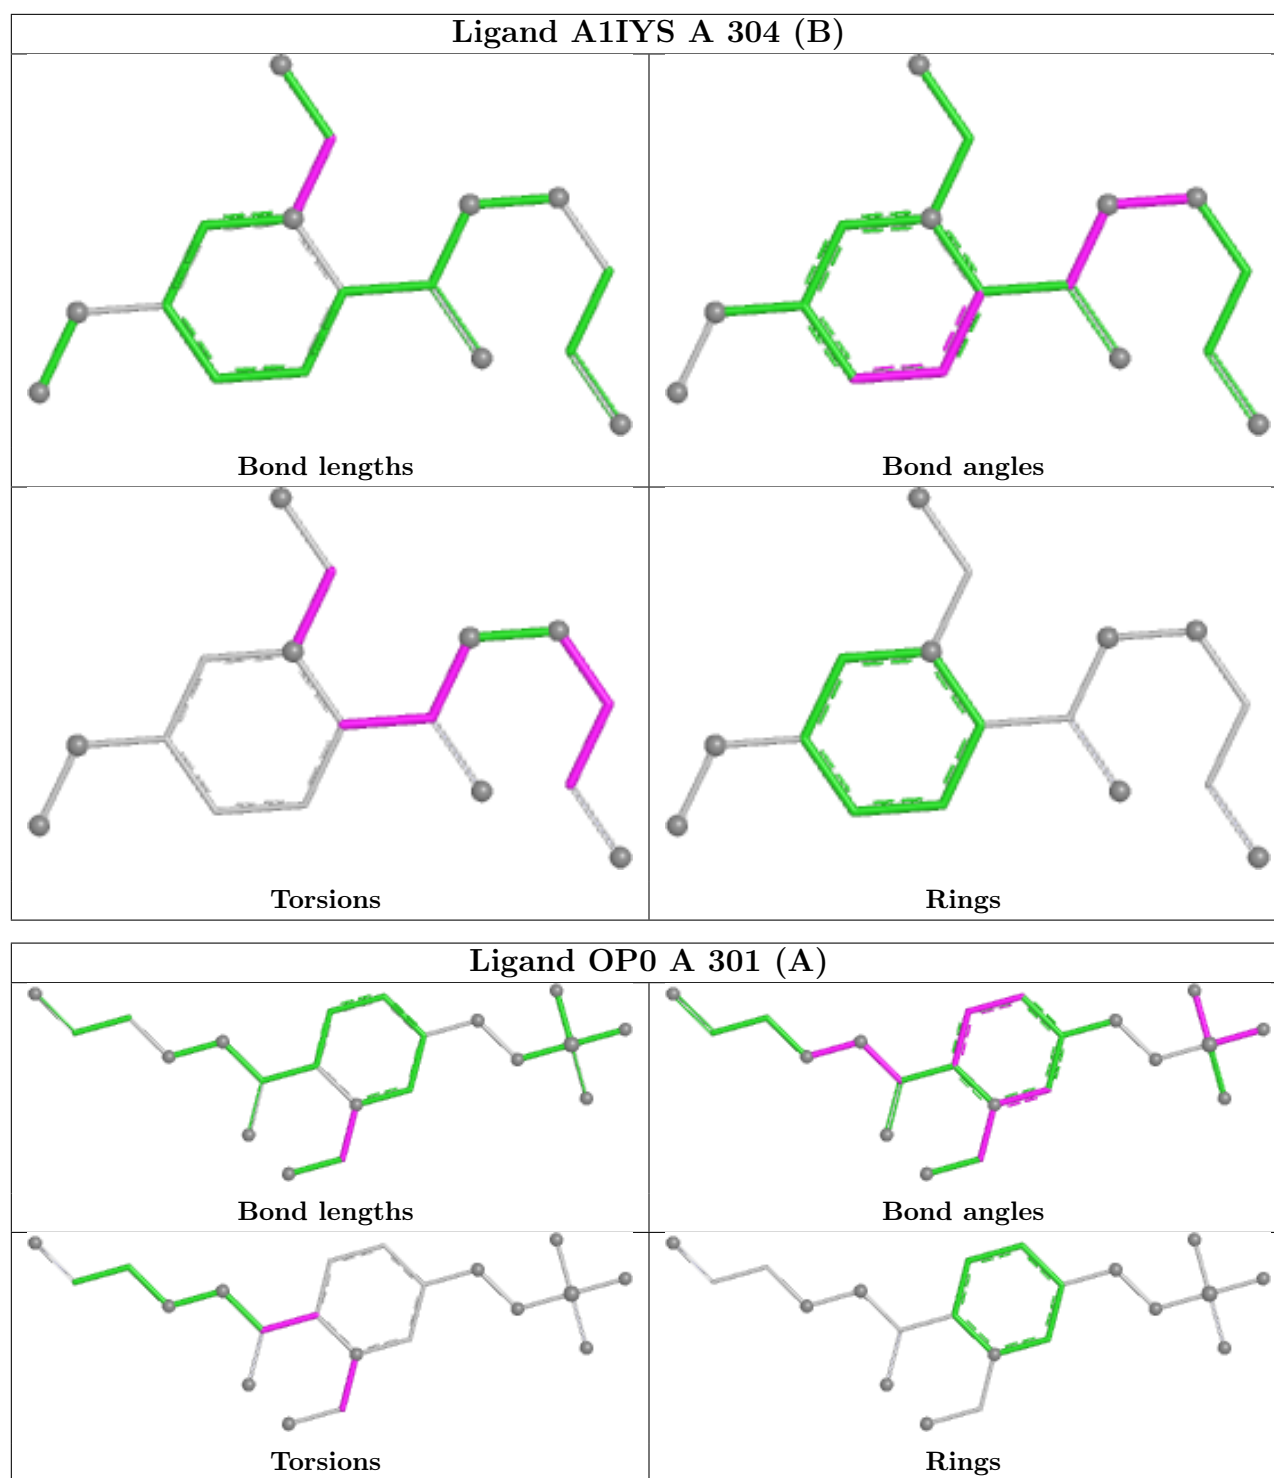 Ligand A1IYS A 304 (B)
Bond lengths
Bond angles
Torsions
Rings
Ligand OP0 A 301 (A)
Bond lengths
Bond angles
Torsions
Rings